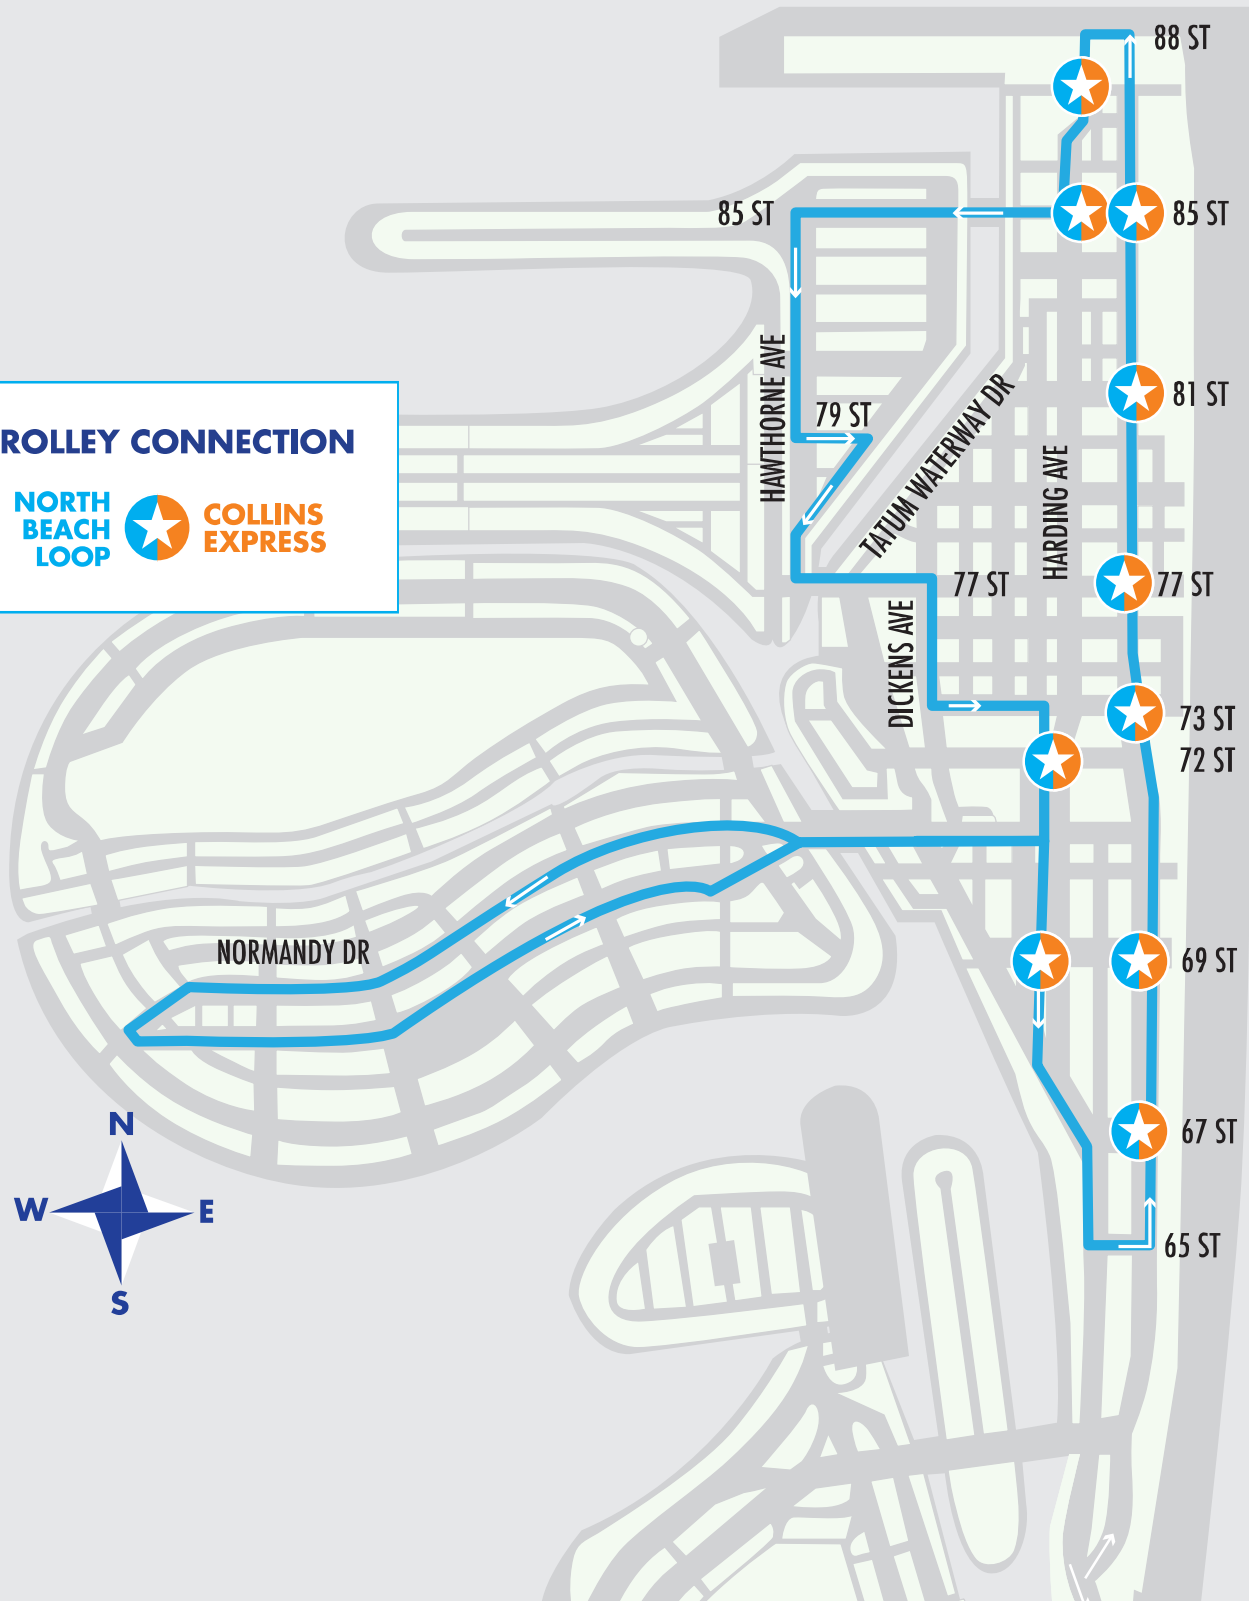 88 ST
85 ST
85 ST
81 ST
HAWTHORNE AVE
79 ST
TATUM WATERWAY DR
HARDING AVE
ROLLEY CONNECTION
NORTH
BEACH
LOOP
COLLINS
EXPRESS
77 ST
77 ST
DICKENS AVE
73 ST
72 ST
NORMANDY DR
69 ST
67 ST
65 ST
N
W
E
S